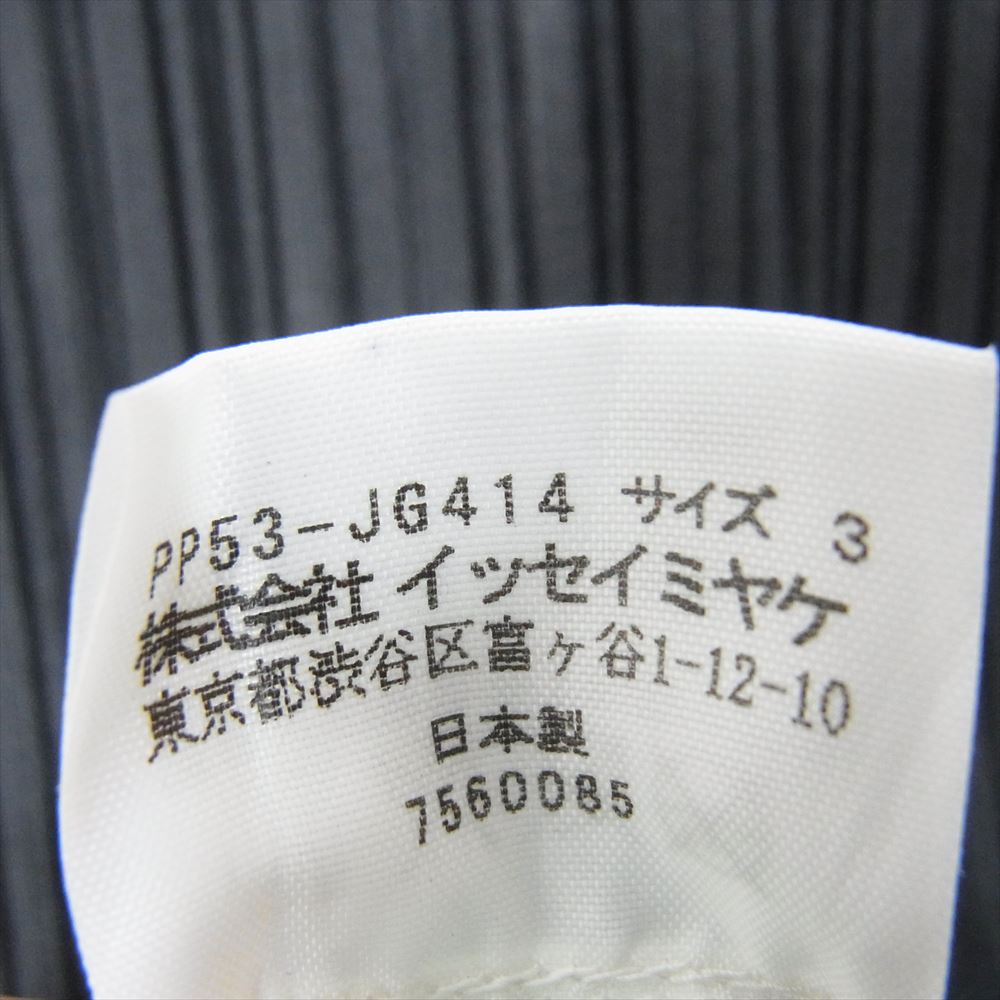 PP53-JG414 サイズ 3
株式会社 イッセイミヤケ
東京都渋谷区富ヶ谷1-12-10
日本製
7560085